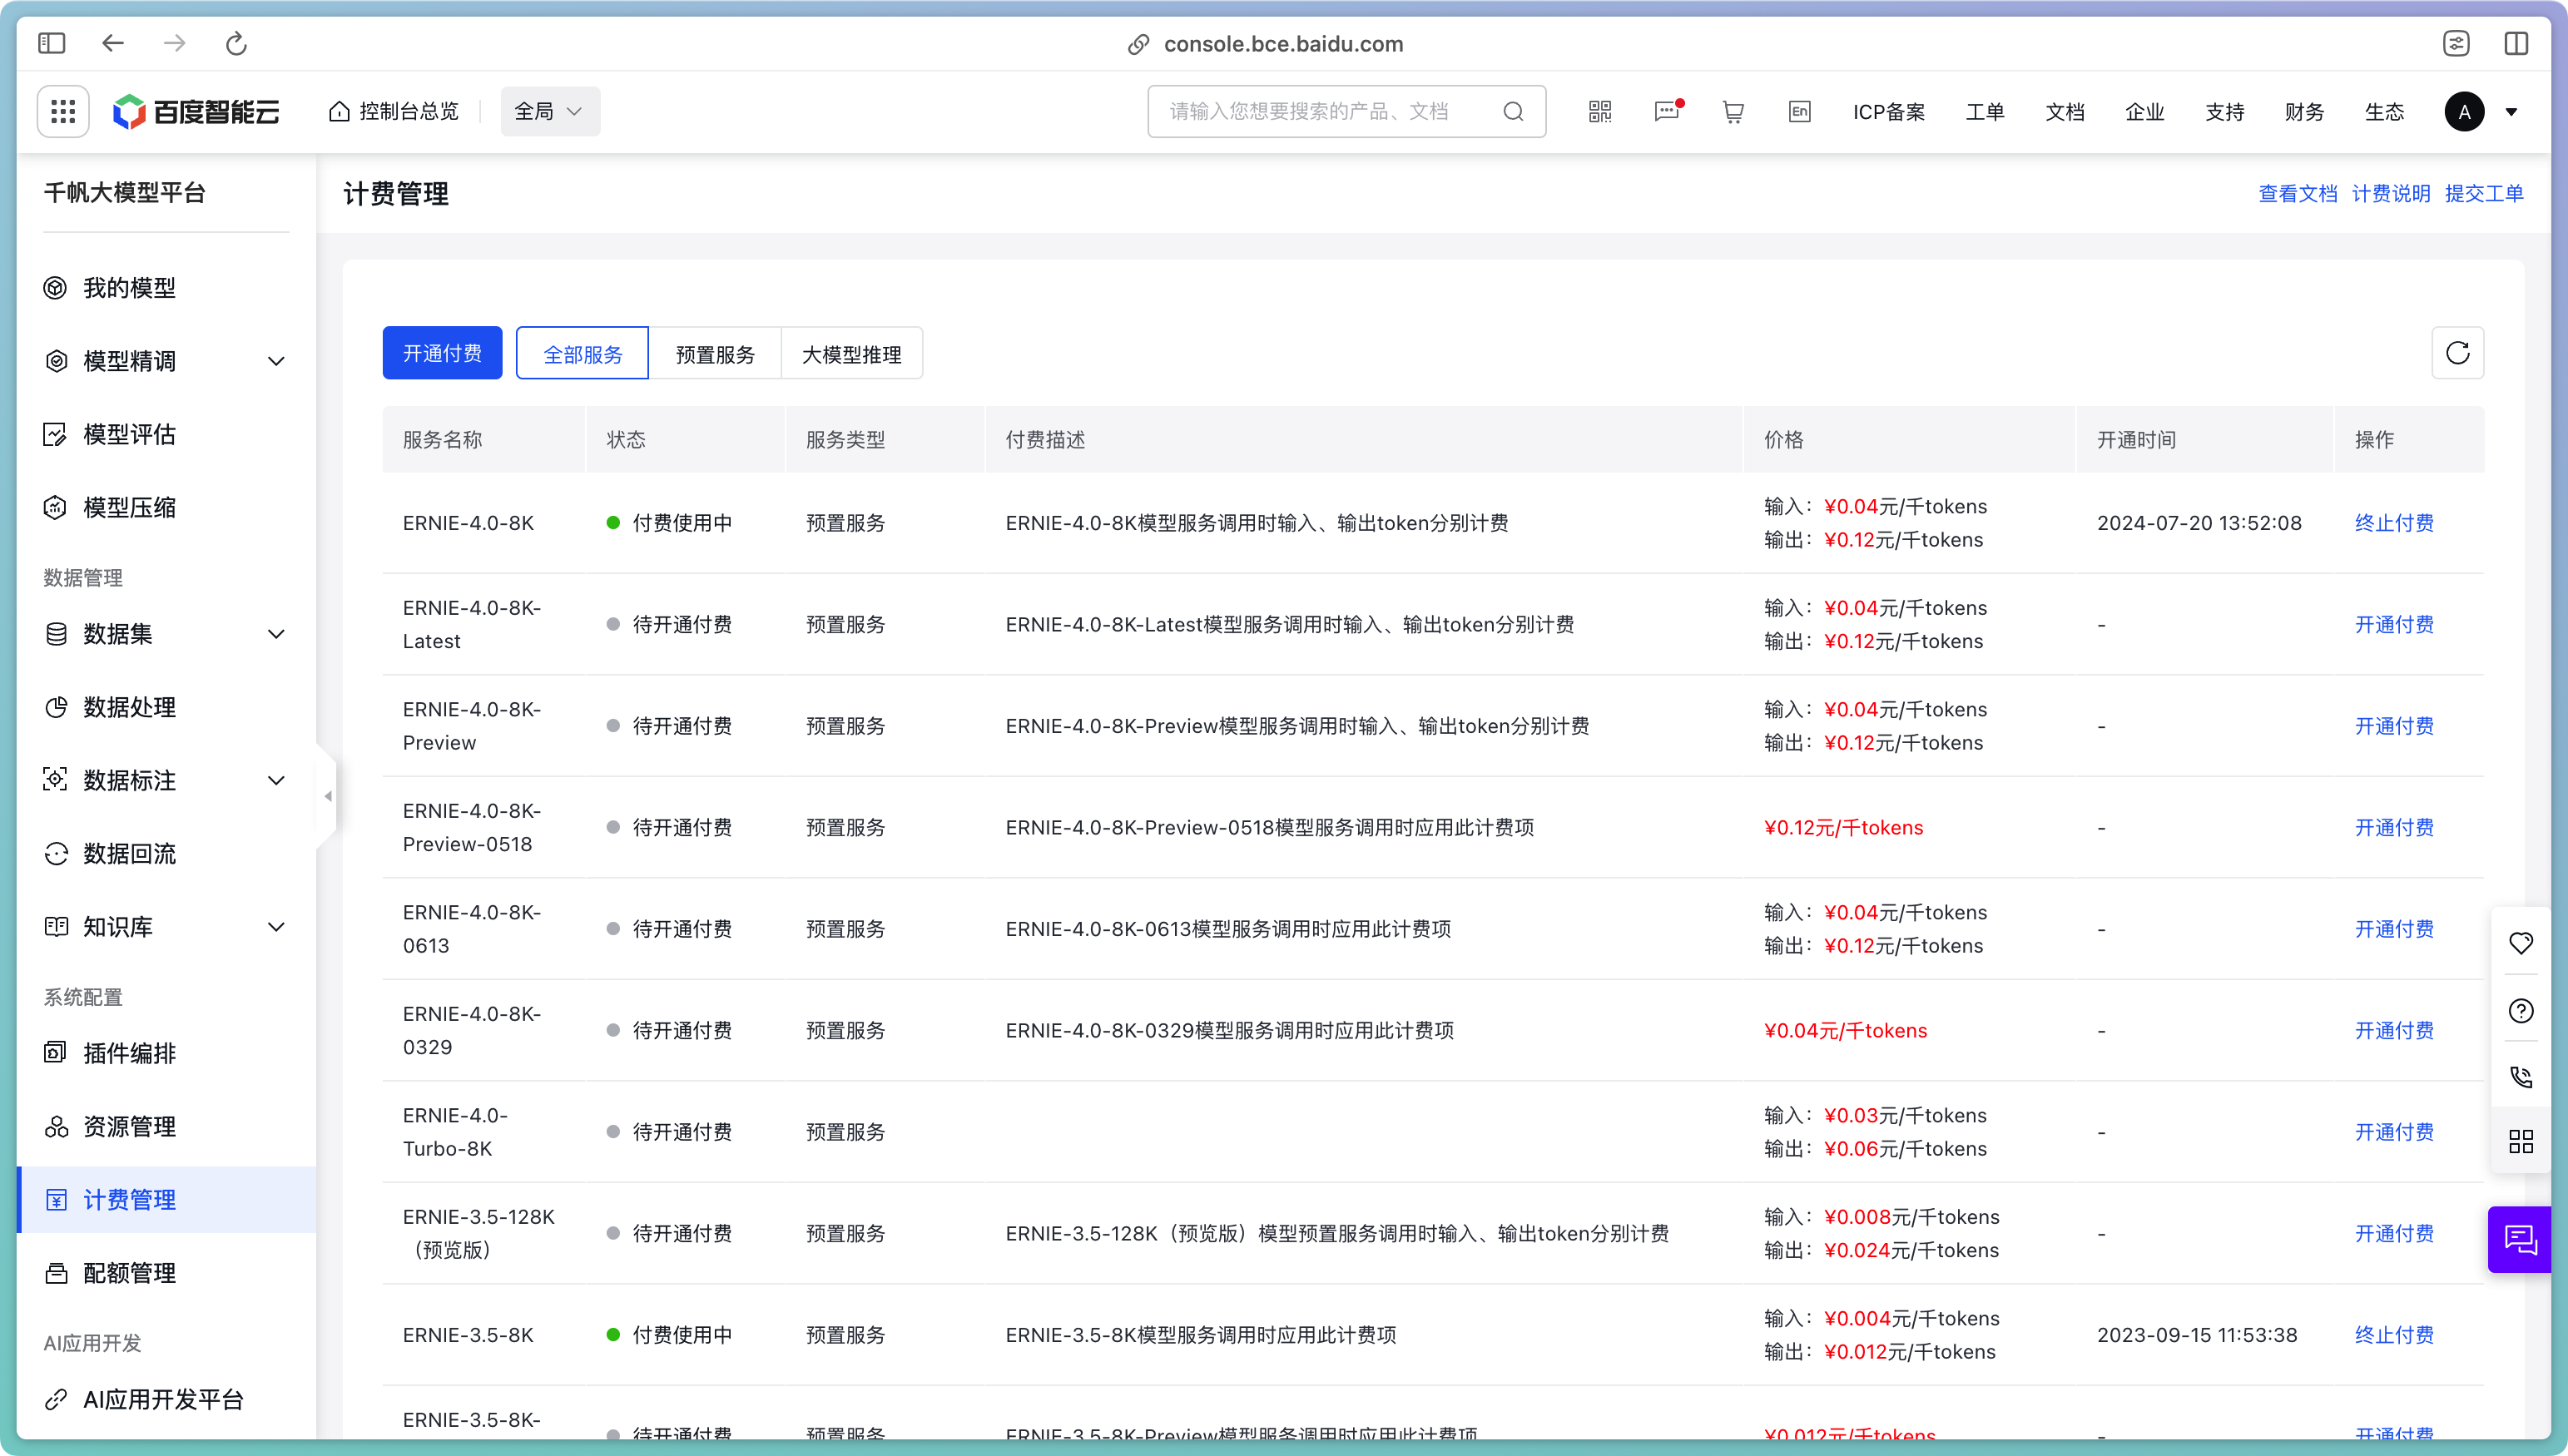 console.bce.baidu.com
百度智能云
控制台总览
全局
请输入您想要搜索的产品、文档
En
ICP备案
工单
文档
企业
支持
财务
生态
A
千帆大模型平台
我的模型
模型精调
模型评估
模型压缩
数据管理
数据集
数据处理
数据标注
数据回流
知识库
系统配置
插件编排
资源管理
计费管理
配额管理
AI应用开发
AI应用开发平台
计费管理
查看文档 计费说明 提交工单
开通付费 全部服务 预置服务 大模型推理
服务名称 状态 服务类型 付费描述 价格 开通时间 操作
ERNIE-4.0-8K 付费使用中 预置服务 ERNIE-4.0-8K模型服务调用时输入、输出token分别计费
输入：¥0.04元/千tokens
输出：¥0.12元/千tokens
2024-07-20 13:52:08 终止付费
ERNIE-4.0-8K-
Latest
待开通付费 预置服务 ERNIE-4.0-8K-Latest模型服务调用时输入、输出token分别计费
输入：¥0.04元/千tokens
输出：¥0.12元/千tokens
- 开通付费
ERNIE-4.0-8K-
Preview
待开通付费 预置服务 ERNIE-4.0-8K-Preview模型服务调用时输入、输出token分别计费
输入：¥0.04元/千tokens
输出：¥0.12元/千tokens
- 开通付费
ERNIE-4.0-8K-
Preview-0518
待开通付费 预置服务 ERNIE-4.0-8K-Preview-0518模型服务调用时应用此计费项
¥0.12元/千tokens
- 开通付费
ERNIE-4.0-8K-
0613
待开通付费 预置服务 ERNIE-4.0-8K-0613模型服务调用时应用此计费项
输入：¥0.04元/千tokens
输出：¥0.12元/千tokens
- 开通付费
ERNIE-4.0-8K-
0329
待开通付费 预置服务 ERNIE-4.0-8K-0329模型服务调用时应用此计费项
¥0.04元/千tokens
- 开通付费
ERNIE-4.0-
Turbo-8K
待开通付费 预置服务
输入：¥0.03元/千tokens
输出：¥0.06元/千tokens
- 开通付费
ERNIE-3.5-128K
（预览版）
待开通付费 预置服务 ERNIE-3.5-128K（预览版）模型预置服务调用时输入、输出token分别计费
输入：¥0.008元/千tokens
输出：¥0.024元/千tokens
- 开通付费
ERNIE-3.5-8K 付费使用中 预置服务 ERNIE-3.5-8K模型服务调用时应用此计费项
输入：¥0.004元/千tokens
输出：¥0.012元/千tokens
2023-09-15 11:53:38 终止付费
ERNIE-3.5-8K-
待开通付费 预置服务 ERNIE-3.5-8K-Preview模型服务调用时应用此计费项
¥0.012元/千tokens
- 开通付费